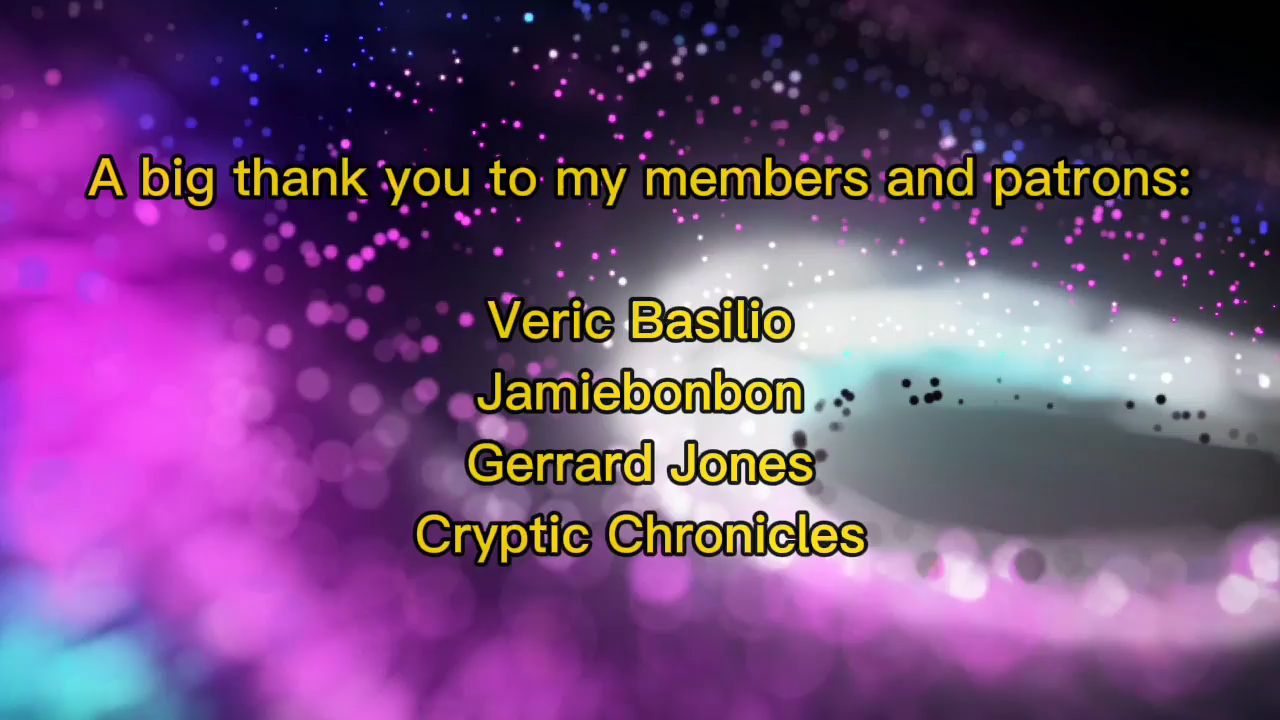 A big thank you to my members and patrons:
Veric Basilio
Jamiebonbon
Gerrard Jones
Cryptic Chronicles